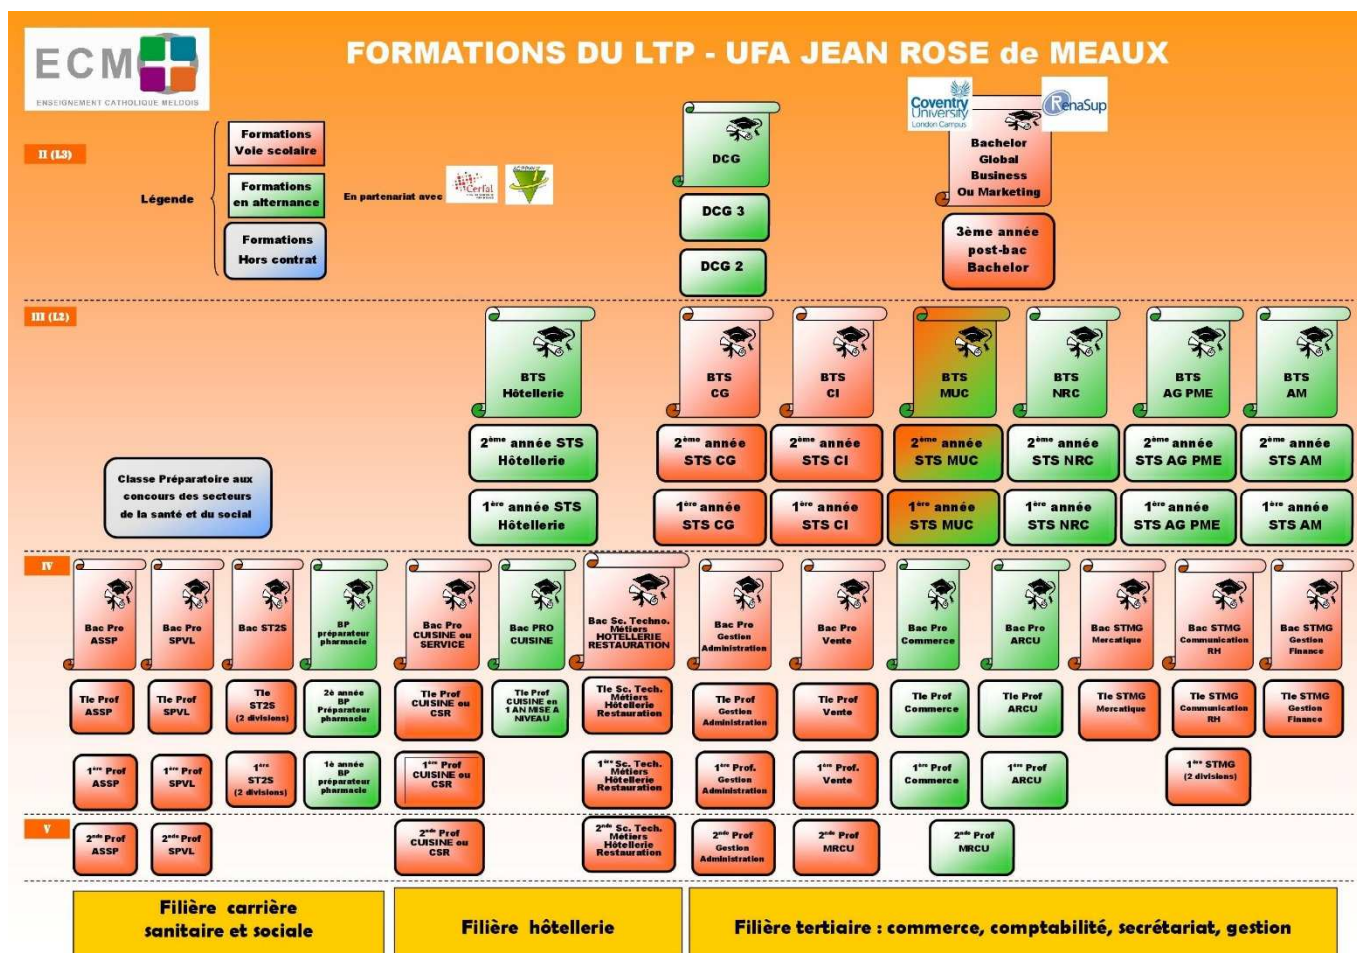 ECM
ENSEIGNEMENT CATHOLIQUE MELDOIS
FORMATIONS DU LTP - UFA JEAN ROSE de MEAUX
Coventry
University
London Campus
RenaSup
II (L3)
Légende
Formations
Voie scolaire
Formations
en alternance
Formations
Hors contrat
En partenariat avec
Cerfal
DCG
DCG 3
DCG 2
Bachelor
Global
Business
Ou Marketing
3ème année
post-bac
Bachelor
III (L2)
BTS
Hôtellerie
BTS
CG
BTS
CI
BTS
MUC
BTS
NRC
BTS
AG PME
BTS
AM
2ème année STS
Hôtellerie
2ème année
STS CG
2ème année
STS CI
2ème année
STS MUC
2ème année
STS NRC
2ème année
STS AG PME
2ème année
STS AM
Classe Préparatoire aux
concours des secteurs
de la santé et du social
1ère année STS
Hôtellerie
1ère année
STS CG
1ère année
STS CI
1ère année
STS MUC
1ère année
STS NRC
1ère année
STS AG PME
1ère année
STS AM
IV
Bac Pro
ASSP
Bac Pro
SPVL
Bac ST2S
BP
préparateur
pharmacie
Bac Pro
CUISINE ou
SERVICE
Bac PRO
CUISINE
Bac Sc. Techno.
Métiers
HOTELLERIE
RESTAURATION
Bac Pro
Gestion
Administration
Bac Pro
Vente
Bac Pro
Commerce
Bac Pro
ARCU
Bac STMG
Mercatique
Bac STMG
Communication
RH
Bac STMG
Gestion
Finance
Tle Prof
ASSP
Tle Prof
SPVL
Tle
ST2S
(2 divisions)
2è année
BP
Préparateur
pharmacie
Tle Prof
CUISINE ou
CSR
Tle Prof
CUISINE en
1 AN MISE A
NIVEAU
Tle Sc. Tech.
Métiers
Hôtellerie
Restauration
Tle Prof
Gestion
Administration
Tle Prof
Vente
Tle Prof
Commerce
Tle Prof
ARCU
Tle STMG
Mercatique
Tle STMG
Communication
RH
Tle STMG
Gestion
Finance
1ère Prof
ASSP
1ère Prof
SPVL
1ère
ST2S
(2 divisions)
1è année
BP
préparateur
pharmacie
1ère Prof
CUISINE ou
CSR
1ère Sc. Tech.
Métiers
Hôtellerie
Restauration
1ère Prof.
Gestion
Administration
1ère Prof.
Vente
1ère Prof
Commerce
1ère Prof
ARCU
1ère STMG
(2 divisions)
V
2nde Prof
ASSP
2nde Prof
SPVL
2nde Prof
CUISINE ou
CSR
2nde Sc. Tech.
Métiers
Hôtellerie
Restauration
2nde Prof
Gestion
Administration
2nde Prof
MRCU
2nde Prof
MRCU
Filière carrière
sanitaire et sociale
Filière hôtellerie
Filière tertiaire : commerce, comptabilité, secrétariat, gestion